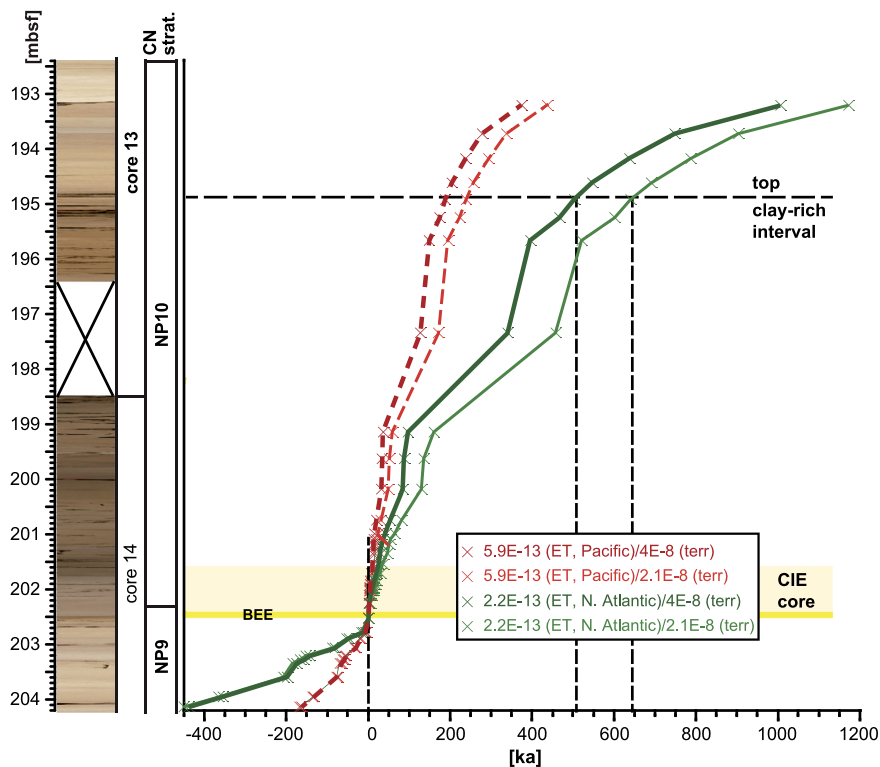 [mbsf]
CN
strat.
193
194
195
196
197
198
199
200
201
202
203
204
core 13
core 14
NP10
NP9
top
clay-rich
interval
5.9E-13 (ET, Pacific)/4E-8 (terr)
5.9E-13 (ET, Pacific)/2.1E-8 (terr)
2.2E-13 (ET, N. Atlantic)/4E-8 (terr)
2.2E-13 (ET, N. Atlantic)/2.1E-8 (terr)
CIE
core
BEE
-400 -200 0 200 400 600 800 1000 1200
[ka]